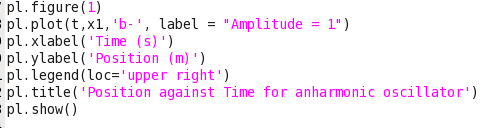 pl.figure(1)
pl.plot(t,x1,'b-', label = "Amplitude = 1")
pl.xlabel('Time (s)')
pl.ylabel('Position (m)')
pl.legend(loc='upper right')
pl.title('Position against Time for anharmonic oscillator')
pl.show()